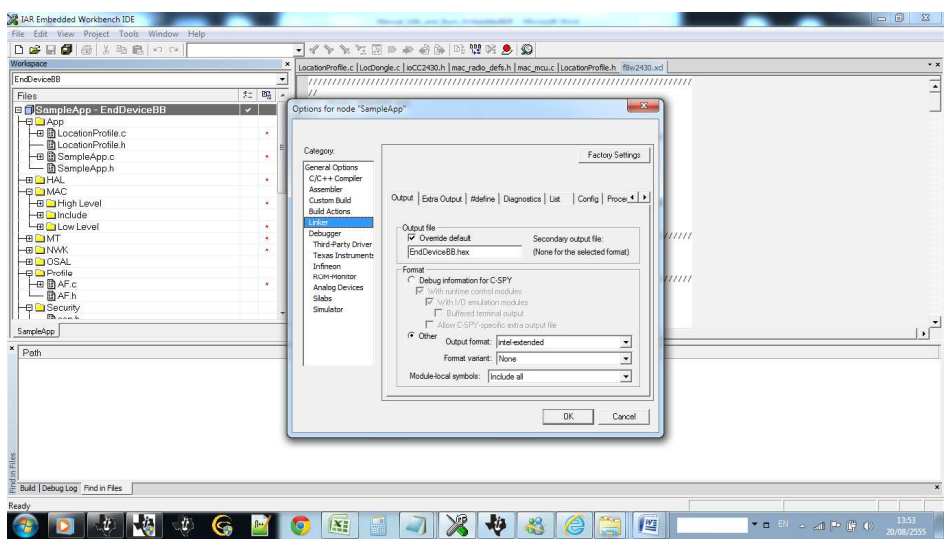 IAR Embedded Workbench IDE
File Edit View Project Tools Window Help
Workspace
EndDeviceBB
Files
SampleApp - EndDeviceBB
App
LocationProfile.c
LocationProfile.h
SampleApp.c
SampleApp.h
HAL
MAC
High Level
Include
Low Level
MT
NWK
OSAL
Profile
AF.c
AF.h
Security
SampleApp
LocationProfile.c | LocDongle.c | ioCC2430.h | mac_radio_defs.h | mac_mcu.c | LocationProfile.h f8w2430.xcl
//
Options for node "SampleApp"
Category:
General Options
C/C++ Compiler
Assembler
Custom Build
Build Actions
Linker
Debugger
Third-Party Driver
Texas Instruments
Infineon
ROM-Monitor
Analog Devices
Silabs
Simulator
Factory Settings
Output Extra Output #define Diagnostics List Config Proce
Output file
Override default
EndDeviceBB.hex
Secondary output file:
(None for the selected format)
Format
Debug information for C-SPY
With runtime control modules
With I/O emulation modules
Buffered terminal output
Allow C-SPY-specific extra output file
Other
Output format: intel-extended
Format variant: None
Module-local symbols: Include all
OK Cancel
Path
Find in Files
Build Debug Log Find in Files
Ready
EN
13:53
20/08/2555